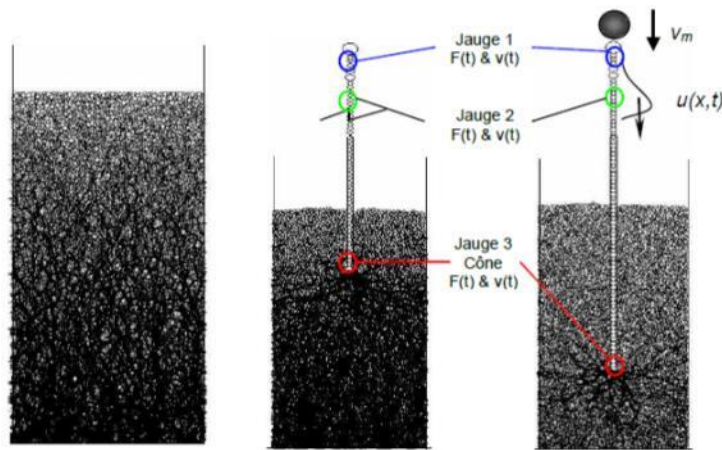 Jauge 1
F(t) & v(t)
Jauge 2
F(t) & v(t)
Jauge 3
Cône
F(t) & v(t)
v_m
u(x,t)